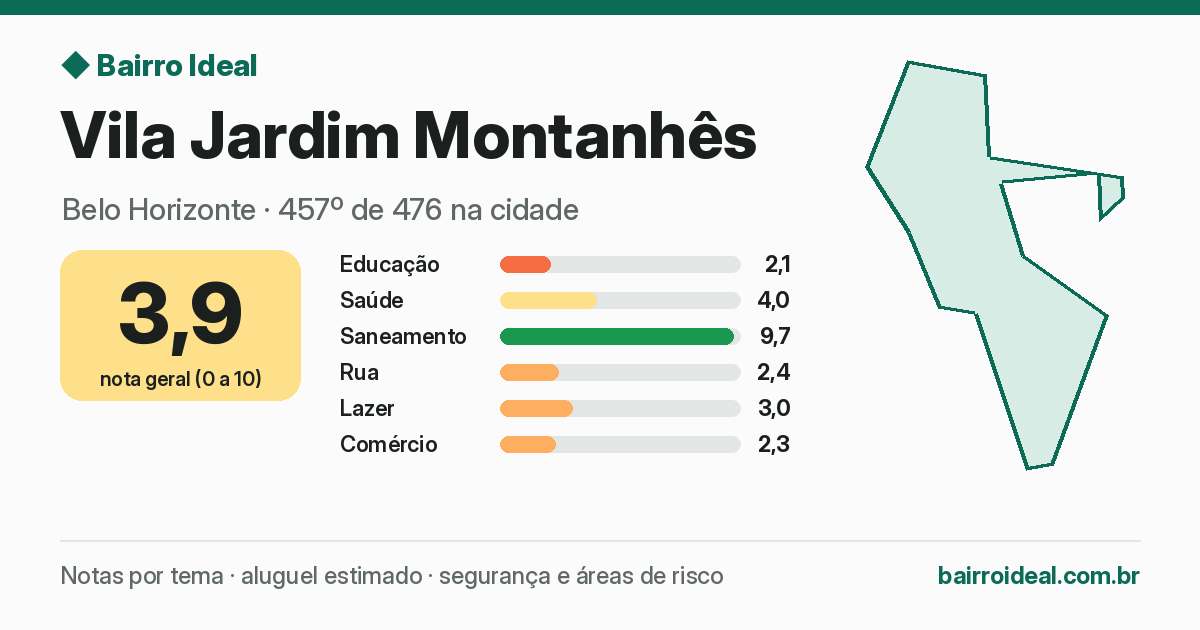 Bairro Ideal
Vila Jardim Montanhês
Belo Horizonte · 457º de 476 na cidade
3,9
nota geral (0 a 10)
Educação 2,1
Saúde 4,0
Saneamento 9,7
Rua 2,4
Lazer 3,0
Comércio 2,3
Notas por tema · aluguel estimado · segurança e áreas de risco
bairroideal.com.br